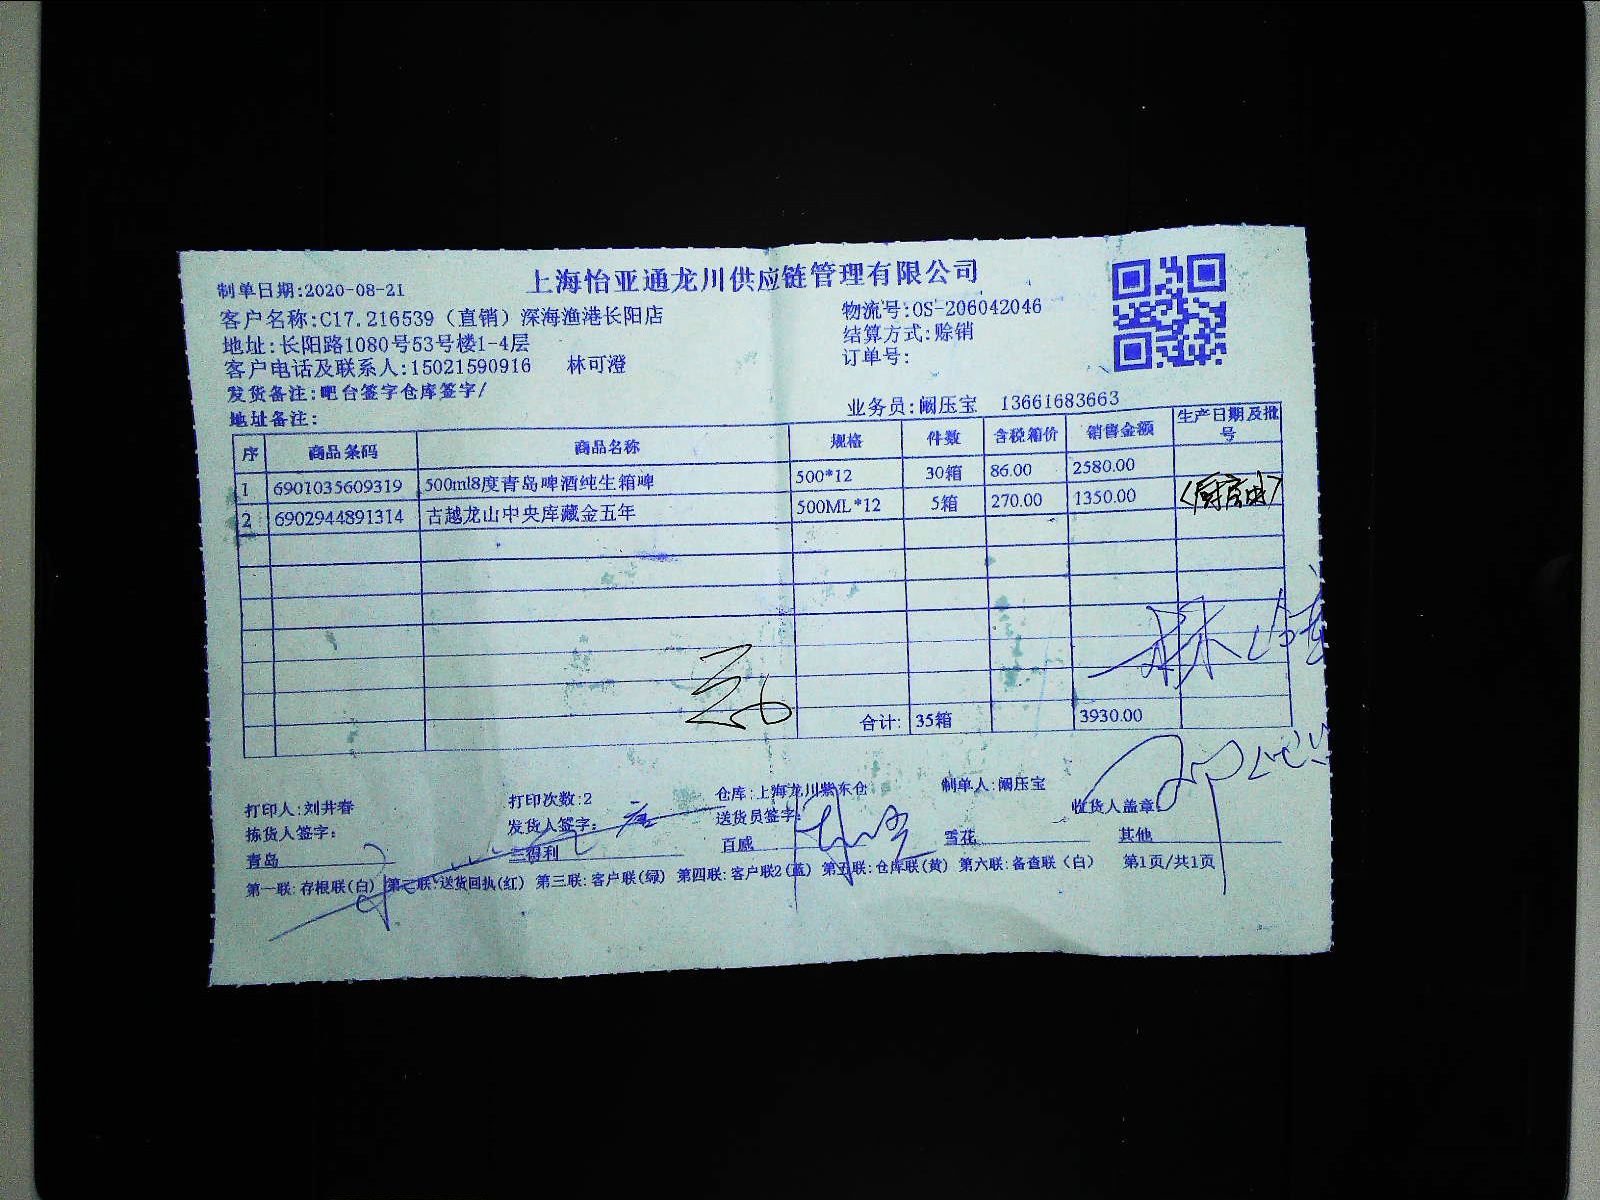 上海怡亚通龙川供应链管理有限公司
制单日期:2020-08-21
客户名称:C17.216539（直销）深海渔港长阳店 物流号:OS-206042046
地址:长阳路1080号53号楼1-4层 结算方式:赊销
客户电话及联系人:15021590916 林可澄 订单号:
发货备注:吧台签字仓库签字/
地址备注: 业务员:阚压宝 13661683663
序 商品条码 商品名称 规格 件数 含税箱价 销售金额 生产日期及批号
1 6901035609319 500ml8度青岛啤酒纯生箱啤 500*12 30箱 86.00 2580.00
2 6902944891314 古越龙山中央库藏金五年 500ML*12 5箱 270.00 1350.00
合计: 35箱 3930.00
打印人:刘井春 打印次数:2 仓库:上海龙川紫东仓 制单人:阚压宝
拣货人签字: 发货人签字: 送货员签字: 收货人盖章:
青岛 三得利 百威 雪花 其他
第一联:存根联(白) 第二联:送货回执(红) 第三联:客户联(绿) 第四联:客户联2(蓝) 第五联:仓库联(黄) 第六联:备查联(白) 第1页/共1页